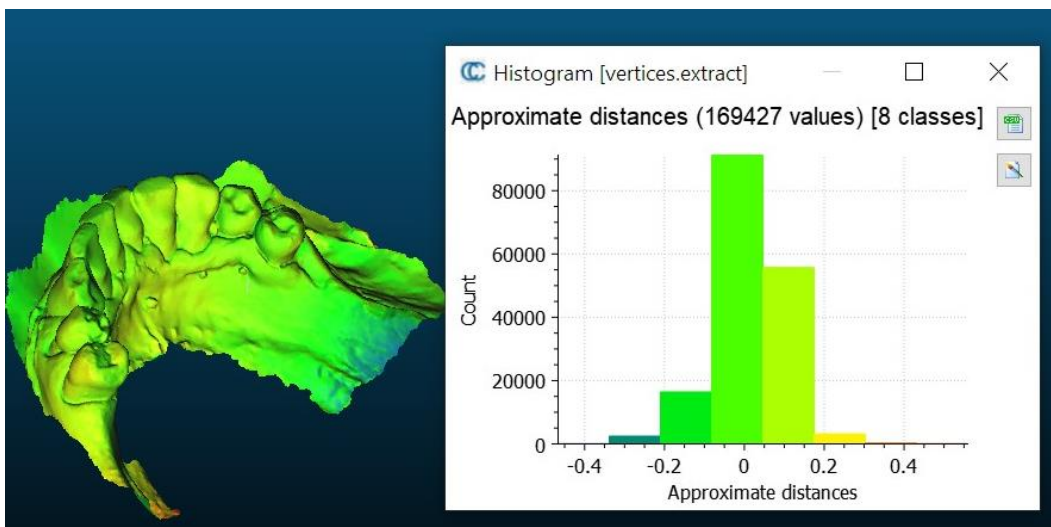 Histogram [vertices.extract]
Approximate distances (169427 values) [8 classes]
CSV
80000
60000
40000
20000
0
Count
-0.4 -0.2 0 0.2 0.4
Approximate distances